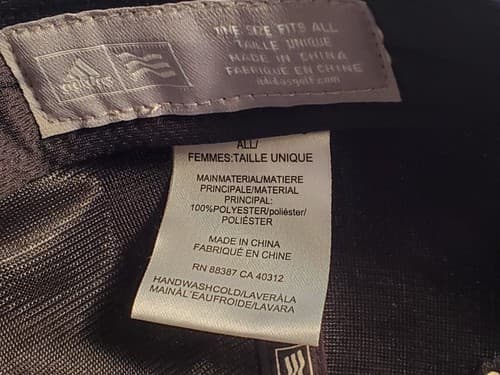 adidas
ONE SIZE FITS ALL
TAILLE UNIQUE
MADE IN CHINA
FABRIQUE EN CHINE
adidasgolf.com
ALL/
FEMMES:TAILLE UNIQUE
MAINMATERIAL/MATIERE
PRINCIPALE/MATERIAL
PRINCIPAL:
100%POLYESTER/poliéster/
POLIÉSTER
MADE IN CHINA
FABRIQUÉ EN CHINE
RN 88387 CA 40312
HANDWASHCOLD/LAVERÀLA
MAINÀL'EAUFROIDE/LAVARA